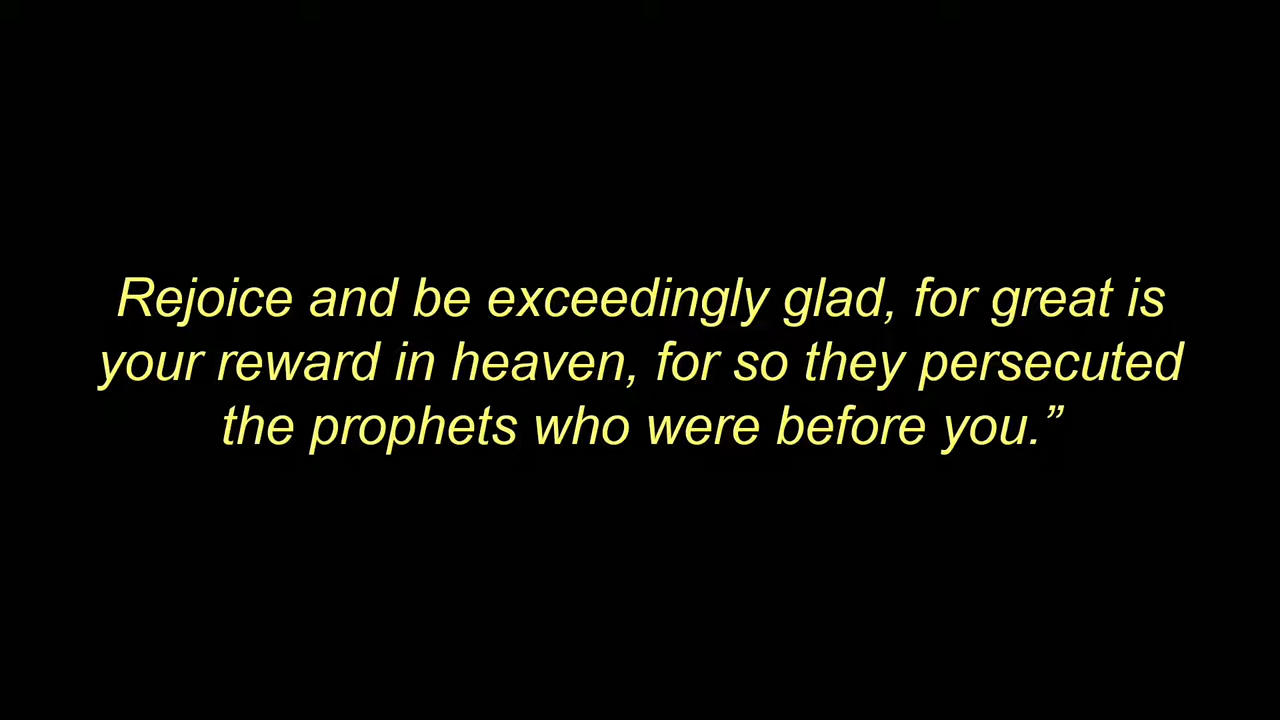 Rejoice and be exceedingly glad, for great is
your reward in heaven, for so they persecuted
the prophets who were before you.”